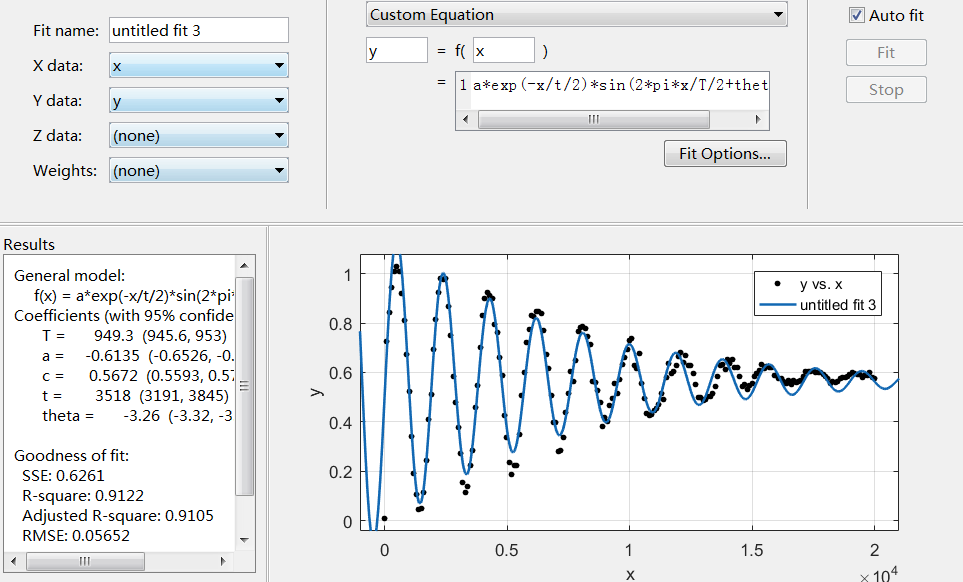 Fit name: untitled fit 3
X data: x
Y data: y
Z data: (none)
Weights: (none)
Custom Equation
y = f( x )
= 1 a*exp(-x/t/2)*sin(2*pi*x/T/2+thet
Fit Options...
Auto fit
Fit
Stop
Results
General model:
f(x) = a*exp(-x/t/2)*sin(2*pi*
Coefficients (with 95% confide
T = 949.3 (945.6, 953)
a = -0.6135 (-0.6526, -0.
c = 0.5672 (0.5593, 0.57
t = 3518 (3191, 3845)
theta = -3.26 (-3.32, -3
Goodness of fit:
SSE: 0.6261
R-square: 0.9122
Adjusted R-square: 0.9105
RMSE: 0.05652
y vs. x
untitled fit 3
1
0.8
0.6
0.4
0.2
0
y
0 0.5 1 1.5 2
x
×10⁴